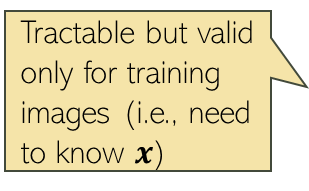 Tractable but valid
only for training
images (i.e., need
to know 𝒙)